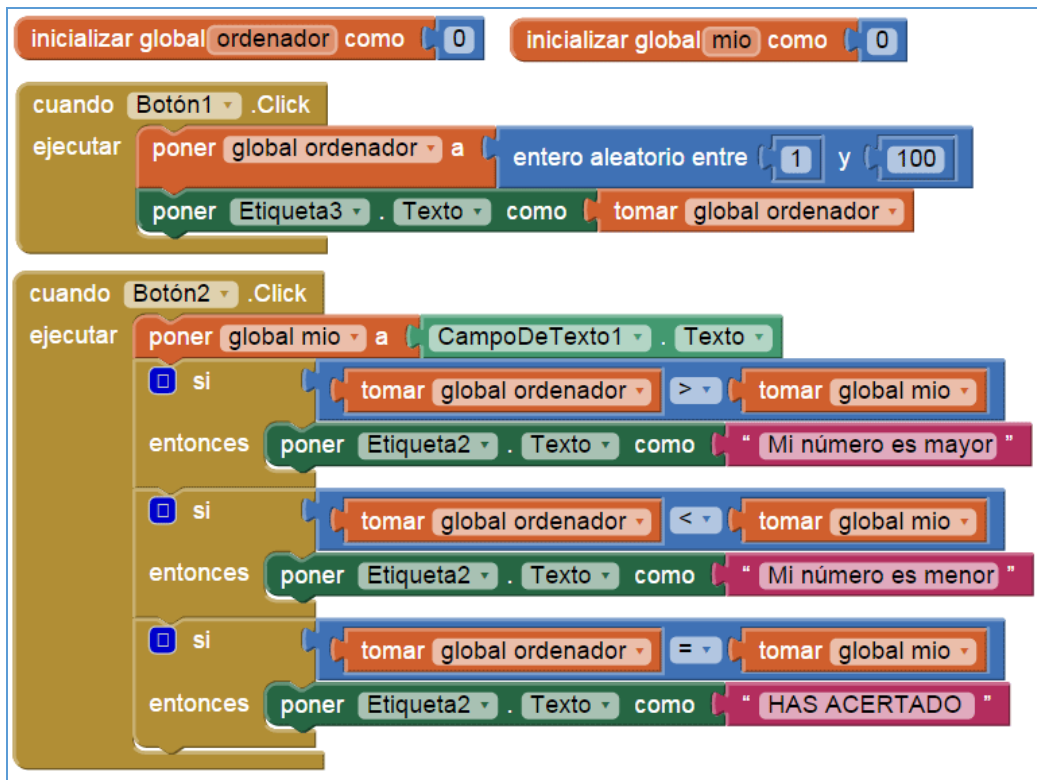 inicializar global ordenador como 0 inicializar global mio como 0
cuando Botón1 .Click
ejecutar poner global ordenador a entero aleatorio entre 1 y 100
poner Etiqueta3 . Texto como tomar global ordenador
cuando Botón2 .Click
ejecutar poner global mio a CampoDeTexto1 . Texto
si tomar global ordenador > tomar global mio
entonces poner Etiqueta2 . Texto como " Mi número es mayor "
si tomar global ordenador < tomar global mio
entonces poner Etiqueta2 . Texto como " Mi número es menor "
si tomar global ordenador = tomar global mio
entonces poner Etiqueta2 . Texto como " HAS ACERTADO "